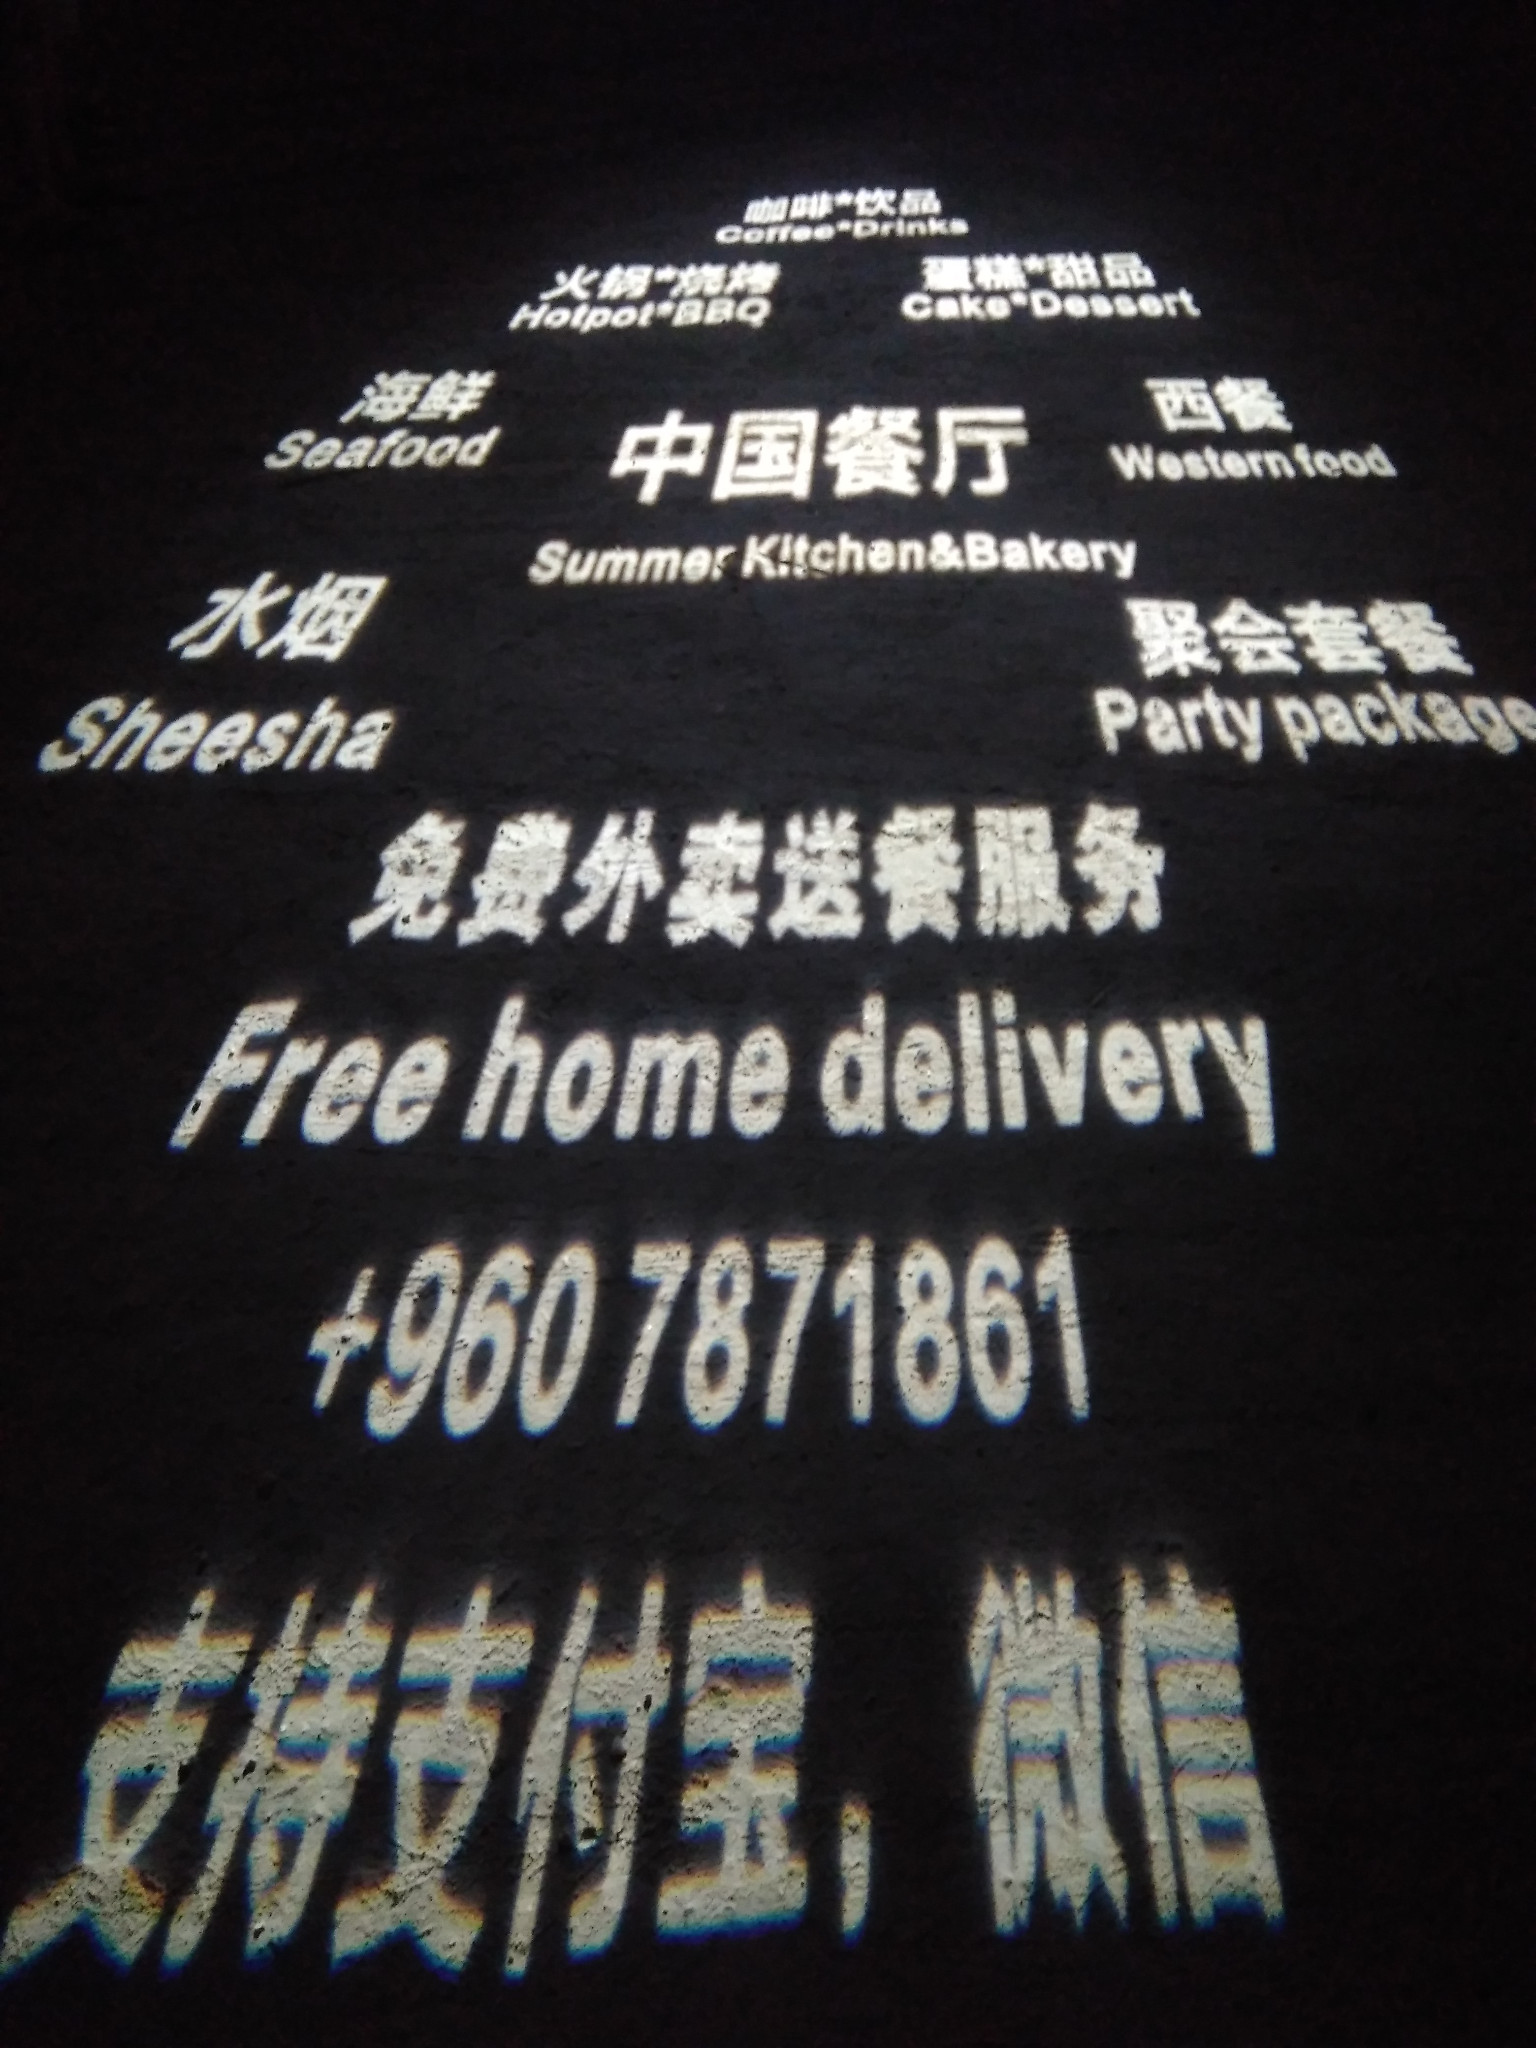 咖啡*饮品
Coffee*Drinks
火锅*烧烤
Hotpot*BBQ
蛋糕*甜品
Cake*Dessert
海鲜
Seafood
中国餐厅
Summer Kitchen&Bakery
西餐
Western food
水烟
Sheesha
聚会套餐
Party package
免费外卖送餐服务
Free home delivery
+960 7871861
支持支付宝，微信